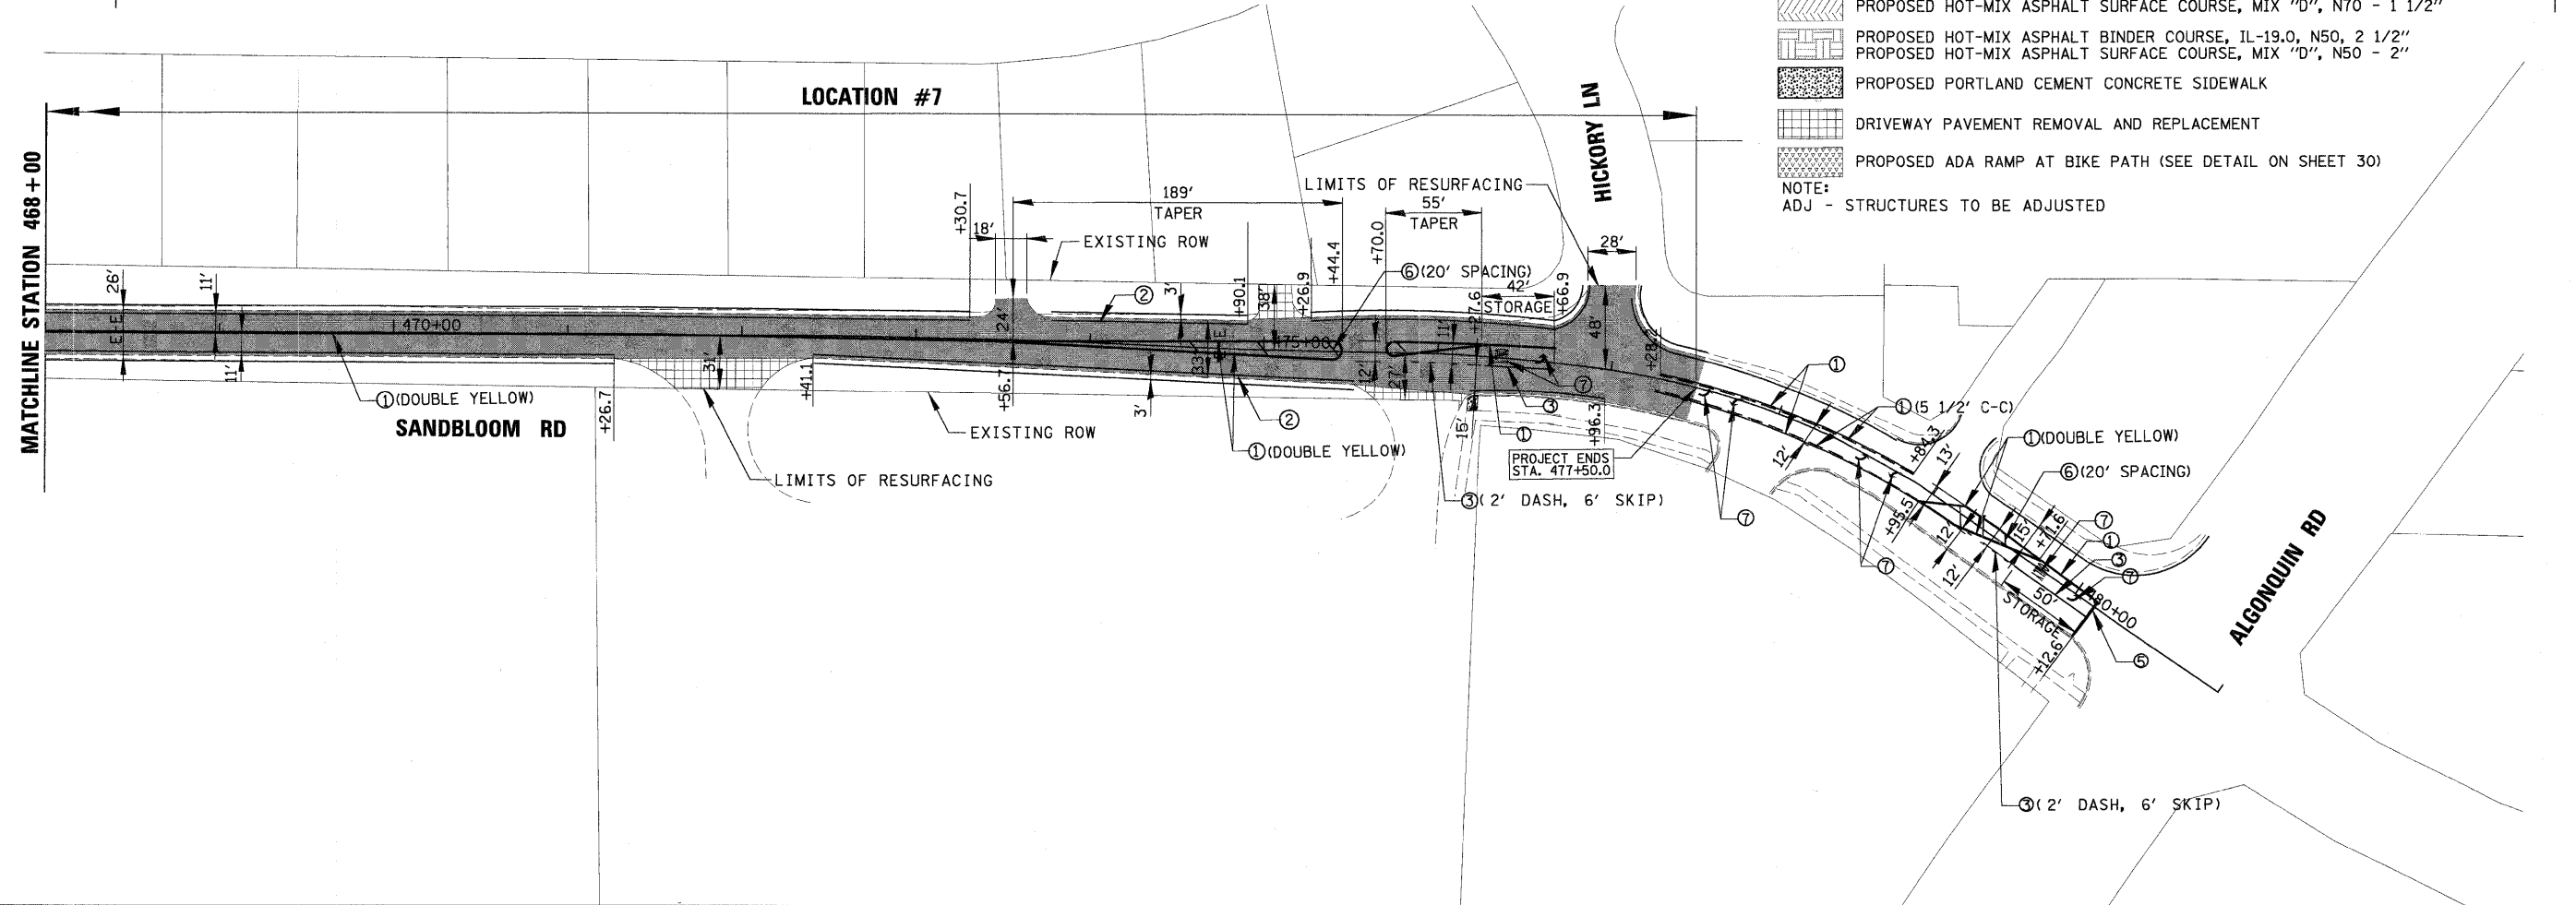 PROPOSED HOT-MIX ASPHALT SURFACE COURSE, MIX "D", N70 - 1 1/2"
PROPOSED HOT-MIX ASPHALT BINDER COURSE, IL-19.0, N50, 2 1/2"
PROPOSED HOT-MIX ASPHALT SURFACE COURSE, MIX "D", N50 - 2"
PROPOSED PORTLAND CEMENT CONCRETE SIDEWALK
DRIVEWAY PAVEMENT REMOVAL AND REPLACEMENT
PROPOSED ADA RAMP AT BIKE PATH (SEE DETAIL ON SHEET 30)
NOTE:
ADJ - STRUCTURES TO BE ADJUSTED
LOCATION #7
HICKORY LN
MATCHLINE STATION 468+00
LIMITS OF RESURFACING
189'
TAPER
55'
TAPER
+30.7
18'
EXISTING ROW
+70.0
+44.4
28'
⑥(20' SPACING)
42'
STORAGE
+66.9
+27.6
26'
E-E
11'
11'
②
3'
+90.1
38'
+26.9
470+00
24'
475+00
11'
48'
+28.2
①(DOUBLE YELLOW)
SANDBLOOM RD
+26.7
31'
+41.1
+56.7
33'
E-E
12'
27'
⑦
③
3'
②
EXISTING ROW
①(DOUBLE YELLOW)
15'
①
+96.3
LIMITS OF RESURFACING
PROJECT ENDS
STA. 477+50.0
③(2' DASH, 6' SKIP)
⑦
①
①(5 1/2' C-C)
12'
+84.3
13'
①(DOUBLE YELLOW)
⑥(20' SPACING)
+95.5
12'
12'
15'
+71.6
⑦
①
③
⑦
⑦
50'
STORAGE
480+00
+12.6
⑤
ALGONQUIN RD
③(2' DASH, 6' SKIP)